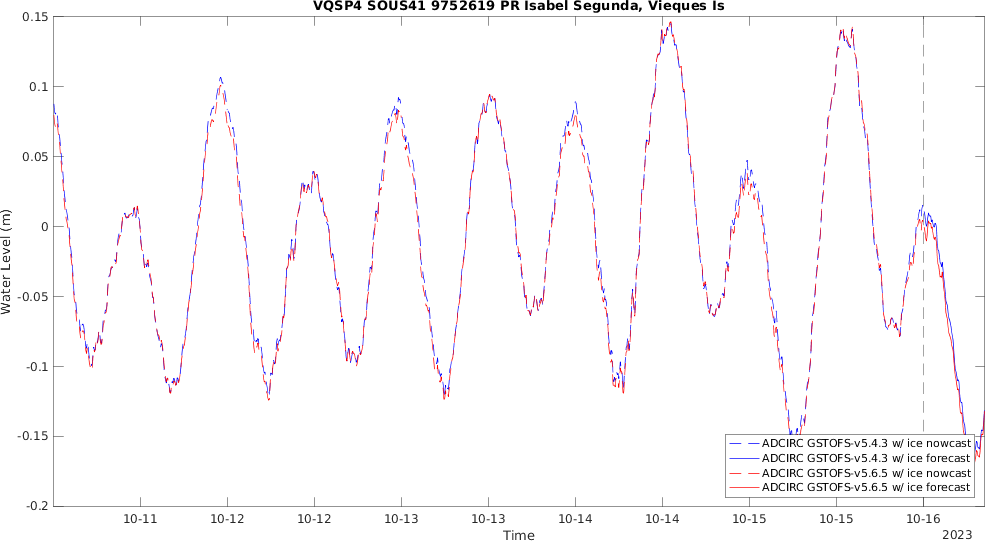 VQSP4 SOUS41 9752619 PR Isabel Segunda, Vieques Is
0.15
0.1
0.05
0
-0.05
-0.1
-0.15
-0.2
Water Level (m)
ADCIRC GSTOFS-v5.4.3 w/ ice nowcast
ADCIRC GSTOFS-v5.4.3 w/ ice forecast
ADCIRC GSTOFS-v5.6.5 w/ ice nowcast
ADCIRC GSTOFS-v5.6.5 w/ ice forecast
10-11 10-12 10-12 10-13 10-13 10-14 10-14 10-15 10-15 10-16
Time
2023